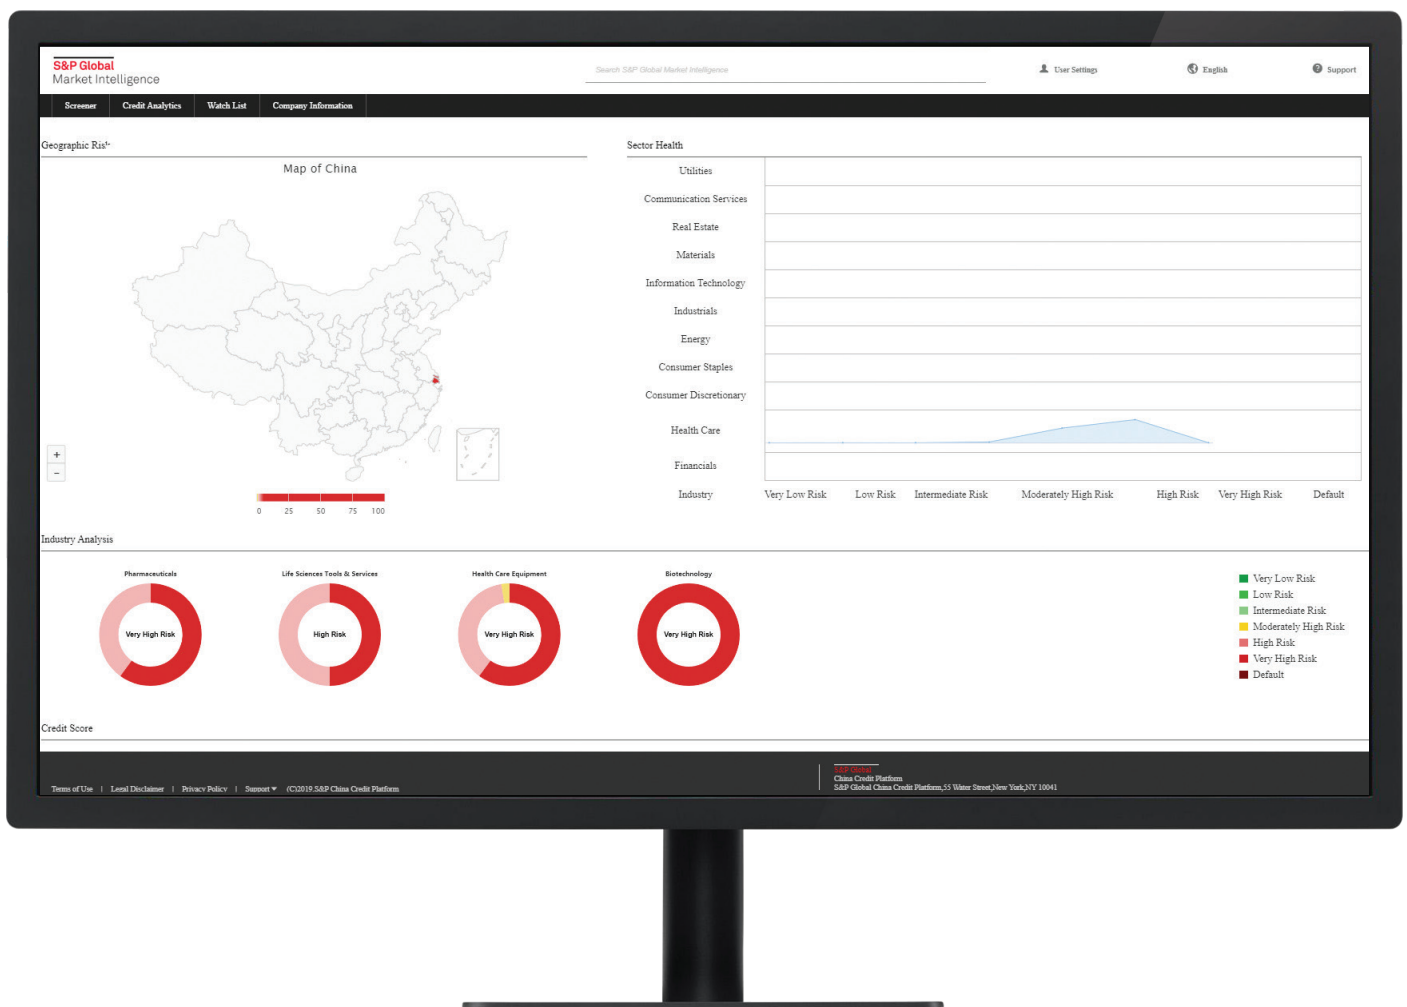 S&P Global
Market Intelligence
Search S&P Global Market Intelligence
User Settings
English
Support
Screener
Credit Analytics
Watch List
Company Information
Geographic Risk
Map of China
+
−
0 25 50 75 100
Sector Health
Utilities
Communication Services
Real Estate
Materials
Information Technology
Industrials
Energy
Consumer Staples
Consumer Discretionary
Health Care
Financials
Industry
Very Low Risk
Low Risk
Intermediate Risk
Moderately High Risk
High Risk
Very High Risk
Default
Industry Analysis
Pharmaceuticals
Very High Risk
Life Sciences Tools & Services
High Risk
Health Care Equipment
Very High Risk
Biotechnology
Very High Risk
Very Low Risk
Low Risk
Intermediate Risk
Moderately High Risk
High Risk
Very High Risk
Default
Credit Score
Terms of Use | Legal Disclaimer | Privacy Policy | Support (C)2019.S&P China Credit Platform
S&P Global
China Credit Platform
S&P Global China Credit Platform,55 Water Street,New York,NY 10041